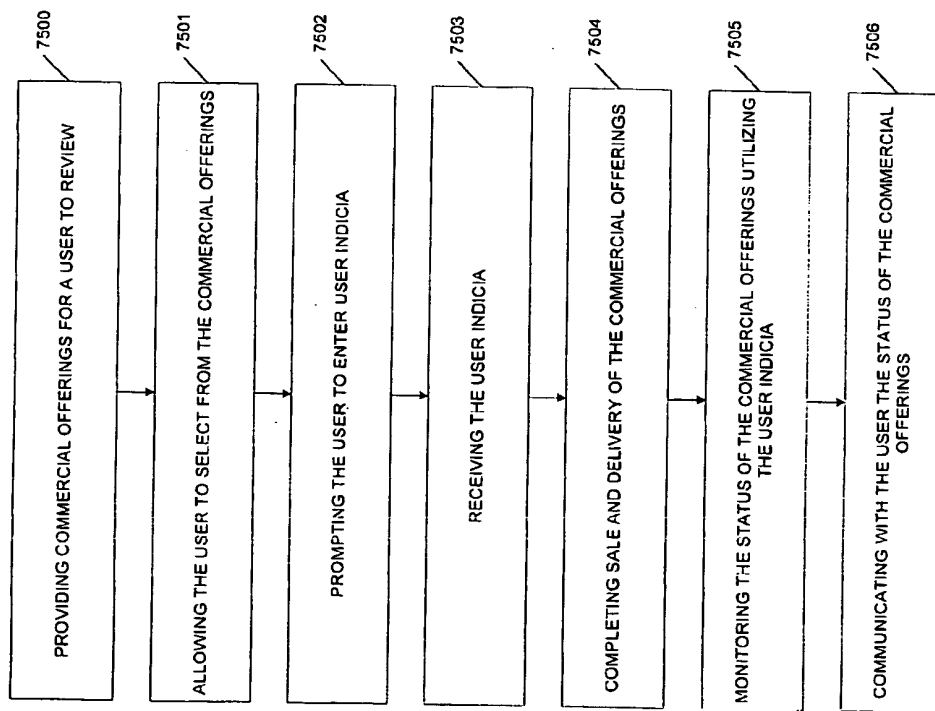 7500
PROVIDING COMMERCIAL OFFERINGS FOR A USER TO REVIEW
7501
ALLOWING THE USER TO SELECT FROM THE COMMERCIAL OFFERINGS
7502
PROMPTING THE USER TO ENTER USER INDICIA
7503
RECEIVING THE USER INDICIA
7504
COMPLETING SALE AND DELIVERY OF THE COMMERCIAL OFFERINGS
7505
MONITORING THE STATUS OF THE COMMERCIAL OFFERINGS UTILIZING
THE USER INDICIA
7506
COMMUNICATING WITH THE USER THE STATUS OF THE COMMERCIAL
OFFERINGS